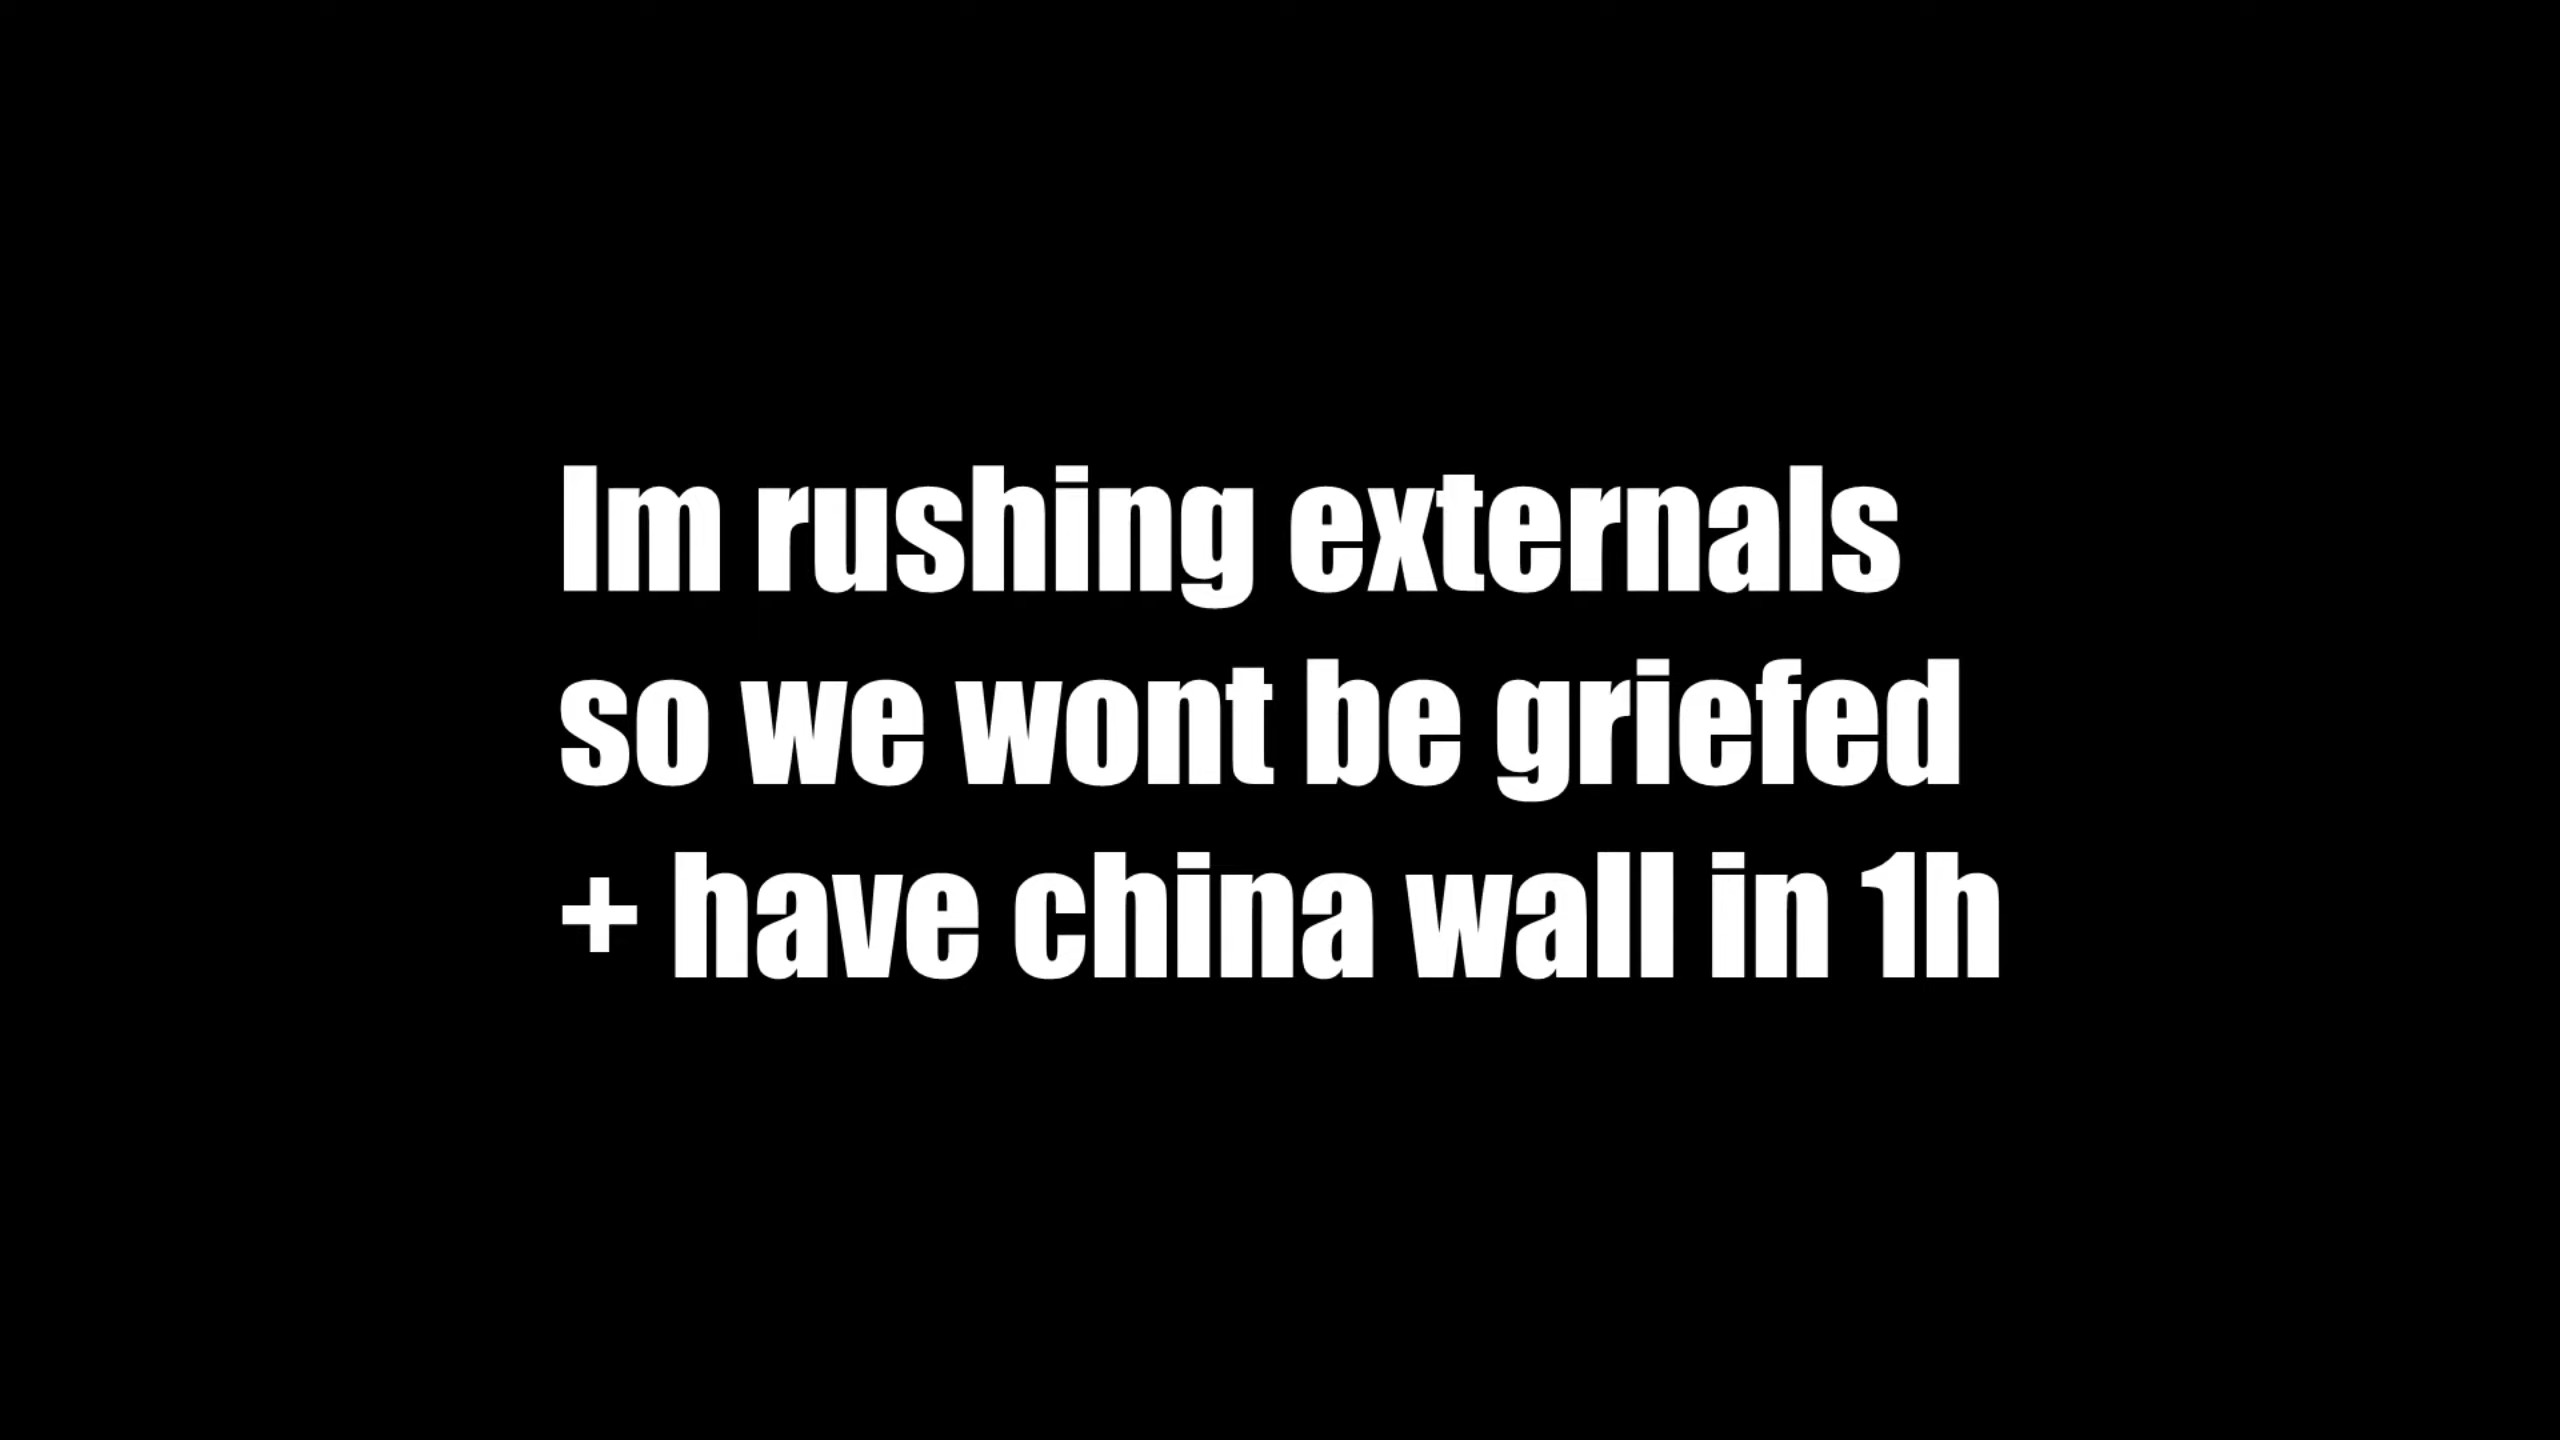 Im rushing externals
so we wont be griefed
+ have china wall in 1h